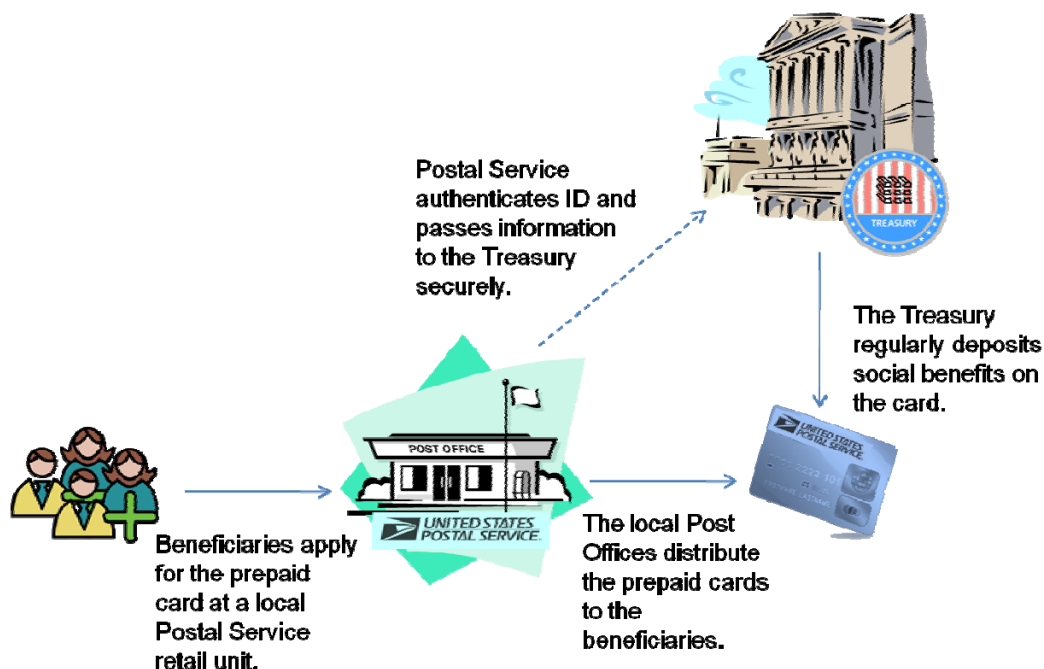 Postal Service
authenticates ID and
passes information
to the Treasury
securely.
TREASURY
The Treasury
regularly deposits
social benefits on
the card.
POST OFFICE
UNITED STATES
POSTAL SERVICE.
UNITED STATES
POSTAL SERVICE.
Beneficiaries apply
for the prepaid
card at a local
Postal Service
retail unit.
The local Post
Offices distribute
the prepaid cards
to the
beneficiaries.